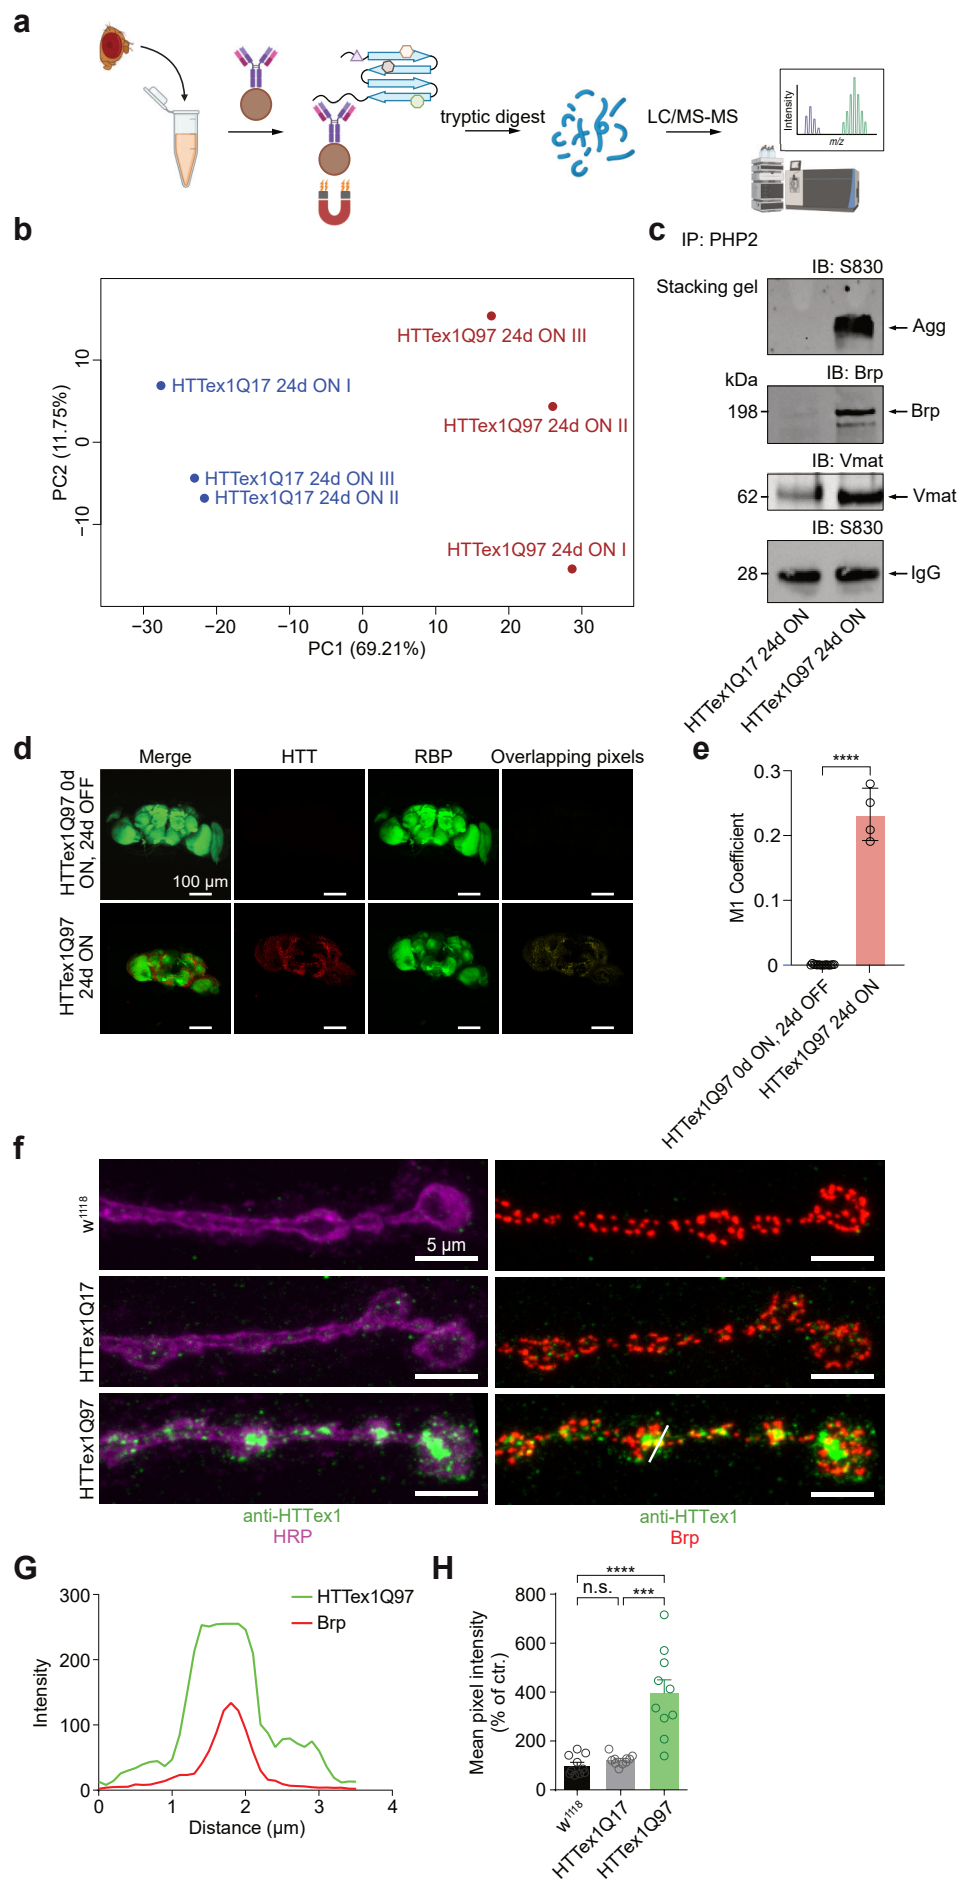 a
tryptic digest
LC/MS-MS
Intensity
m/z
b
PC2 (11.75%)
10
0
−10
HTTex1Q97 24d ON III
HTTex1Q17 24d ON I
HTTex1Q97 24d ON II
HTTex1Q17 24d ON III
HTTex1Q17 24d ON II
HTTex1Q97 24d ON I
−30
−20
−10
0
10
20
30
PC1 (69.21%)
c
IP: PHP2
IB: S830
Stacking gel
Agg
kDa
IB: Brp
198
Brp
IB: Vmat
62
Vmat
IB: S830
28
IgG
HTTex1Q17 24d ON
HTTex1Q97 24d ON
d
Merge
HTT
RBP
Overlapping pixels
HTTex1Q97 0d
ON, 24d OFF
100 µm
HTTex1Q97
24d ON
e
M1 Coefficient
0.3
0.2
0.1
0
****
HTTex1Q97 0d ON, 24d OFF
HTTex1Q97 24d ON
f
w1118
5 µm
HTTex1Q17
HTTex1Q97
anti-HTTex1
HRP
anti-HTTex1
Brp
G
Intensity
300
200
100
0
HTTex1Q97
Brp
0
1
2
3
4
Distance (µm)
H
Mean pixel intensity
(% of ctr.)
800
600
400
200
0
****
n.s.
***
w1118
HTTex1Q17
HTTex1Q97